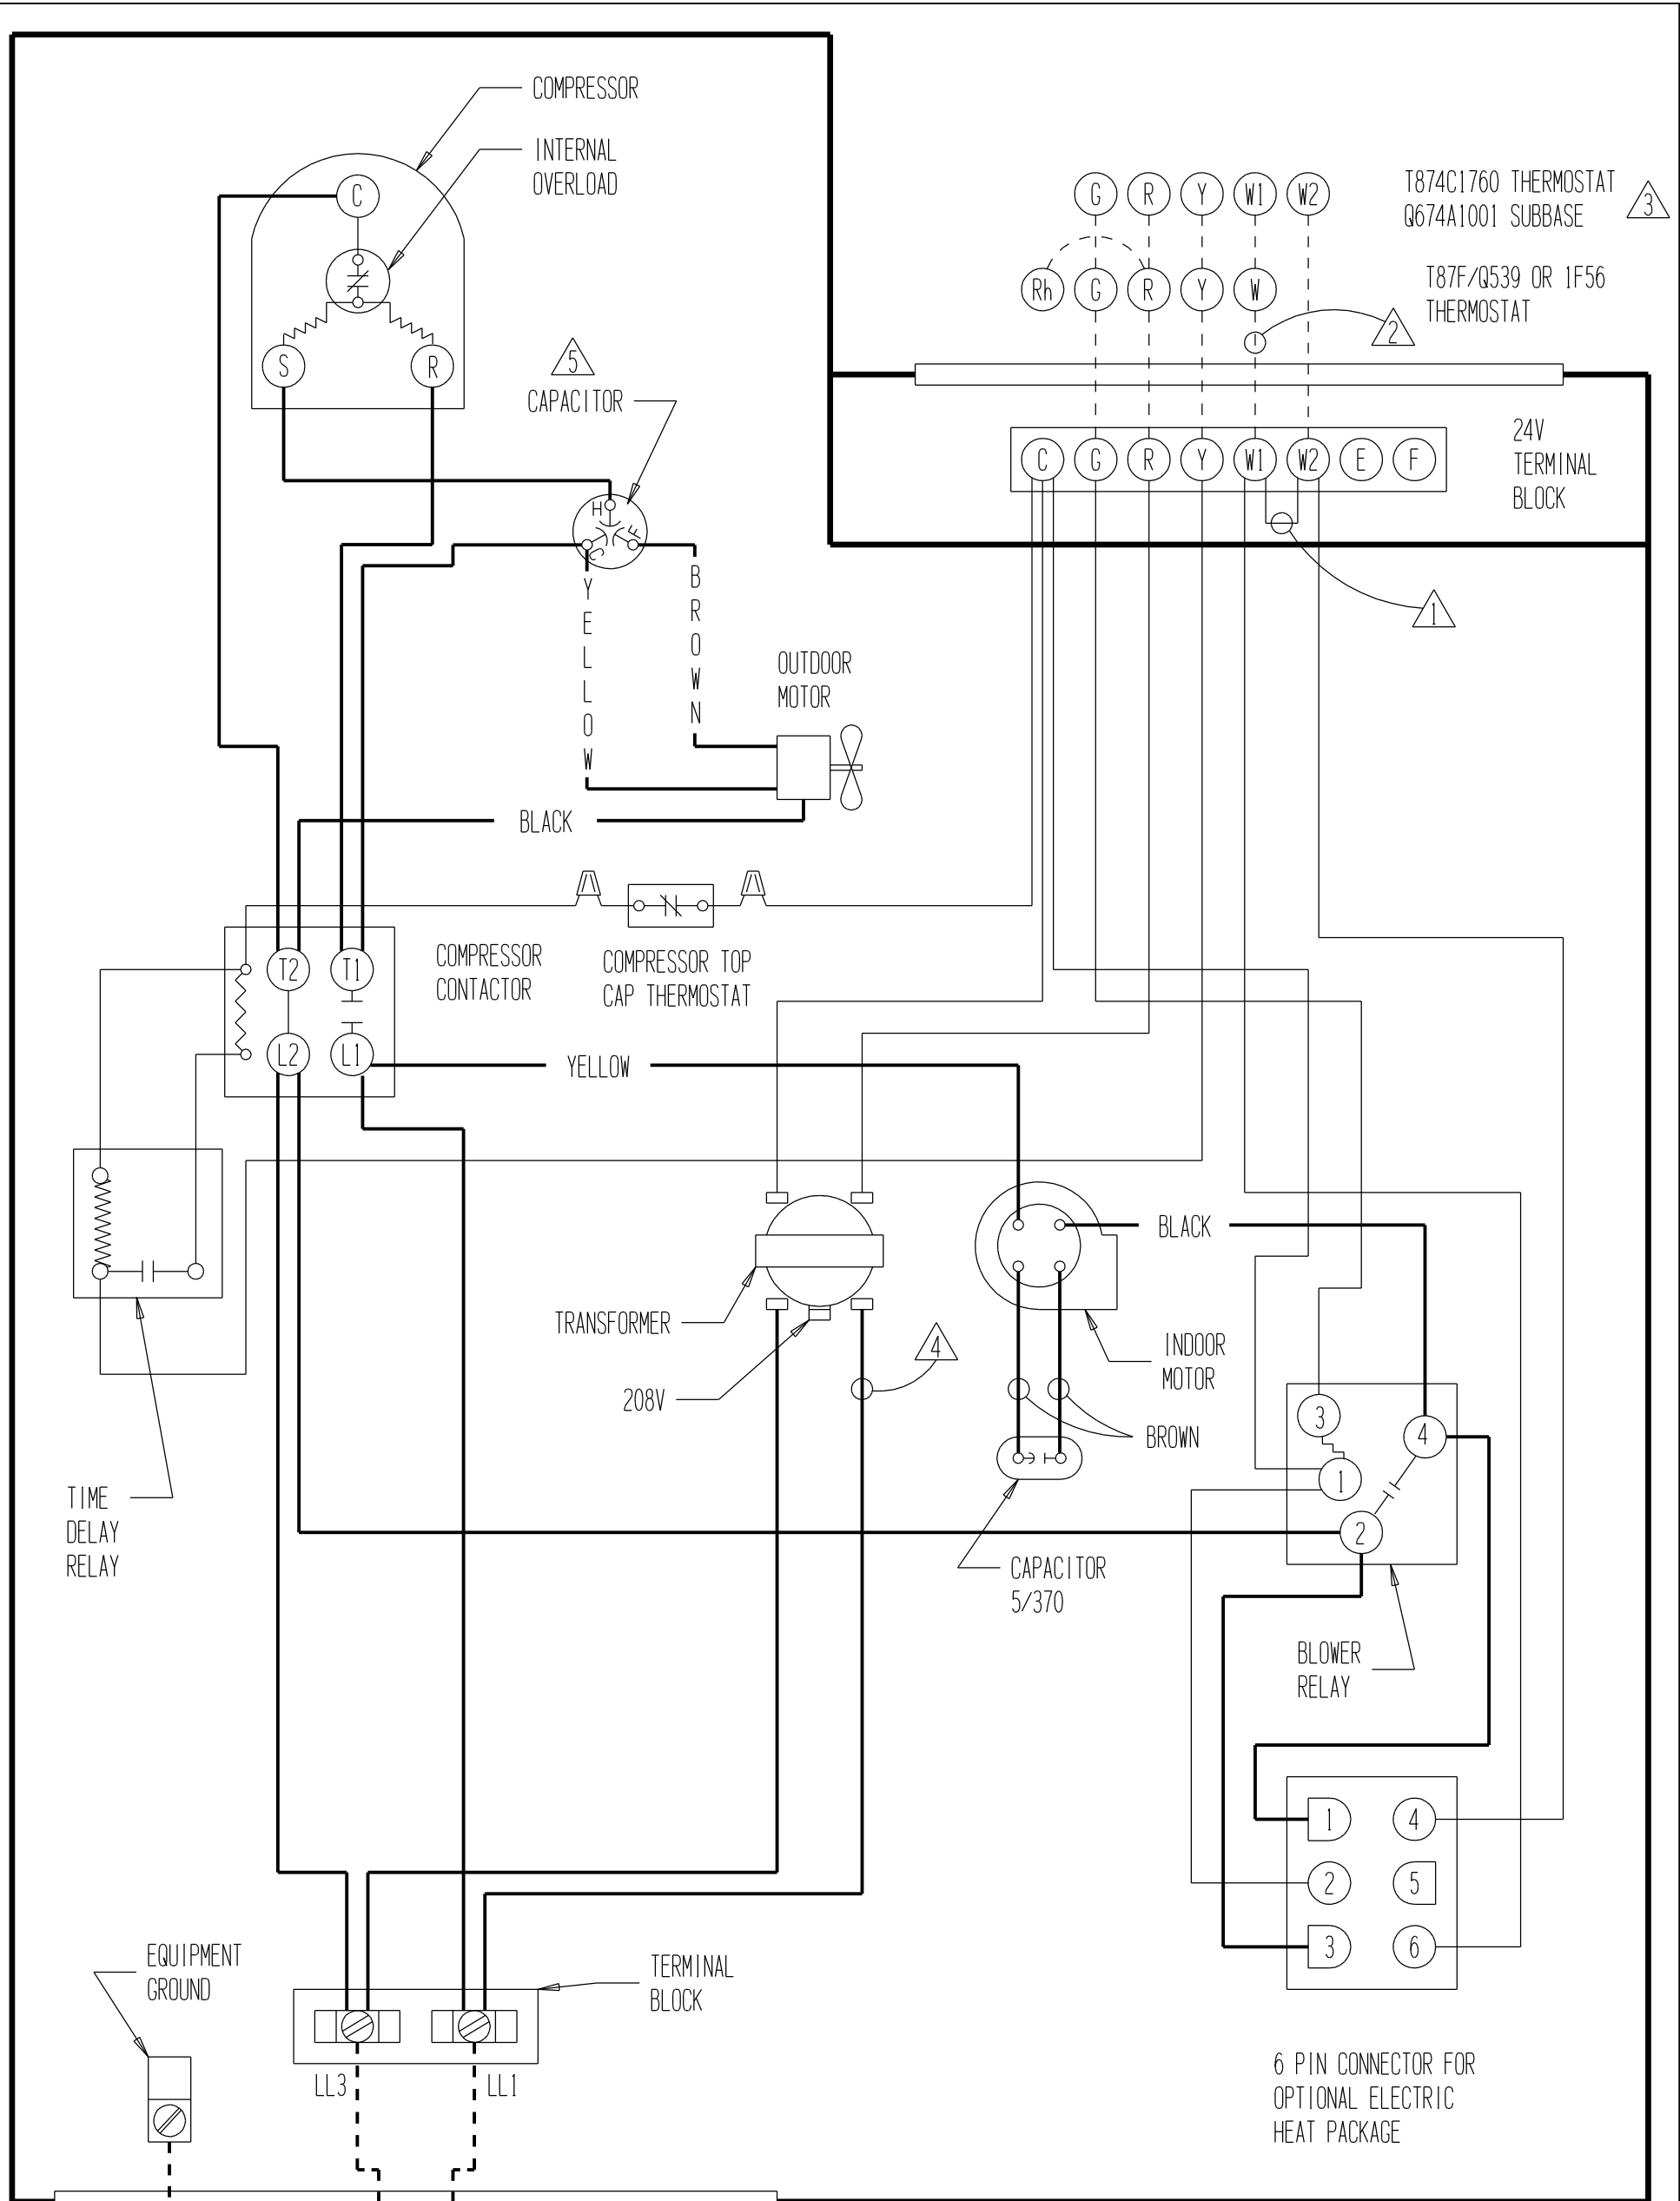 COMPRESSOR
INTERNAL
OVERLOAD
C
S
R
5
CAPACITOR
H
F
C
YELLOW
BROWN
OUTDOOR
MOTOR
BLACK
G R Y W1 W2
T874C1760 THERMOSTAT
Q674A1001 SUBBASE
3
Rh G R Y W
T87F/Q539 OR 1F56
THERMOSTAT
2
C G R Y W1 W2 E F
24V
TERMINAL
BLOCK
1
T2 T1
L2 L1
COMPRESSOR
CONTACTOR
COMPRESSOR TOP
CAP THERMOSTAT
YELLOW
BLACK
TRANSFORMER
208V
4
INDOOR
MOTOR
BROWN
CAPACITOR
5/370
TIME
DELAY
RELAY
3
4
1
2
BLOWER
RELAY
1 4
2 5
3 6
6 PIN CONNECTOR FOR
OPTIONAL ELECTRIC
HEAT PACKAGE
EQUIPMENT
GROUND
TERMINAL
BLOCK
LL3 LL1